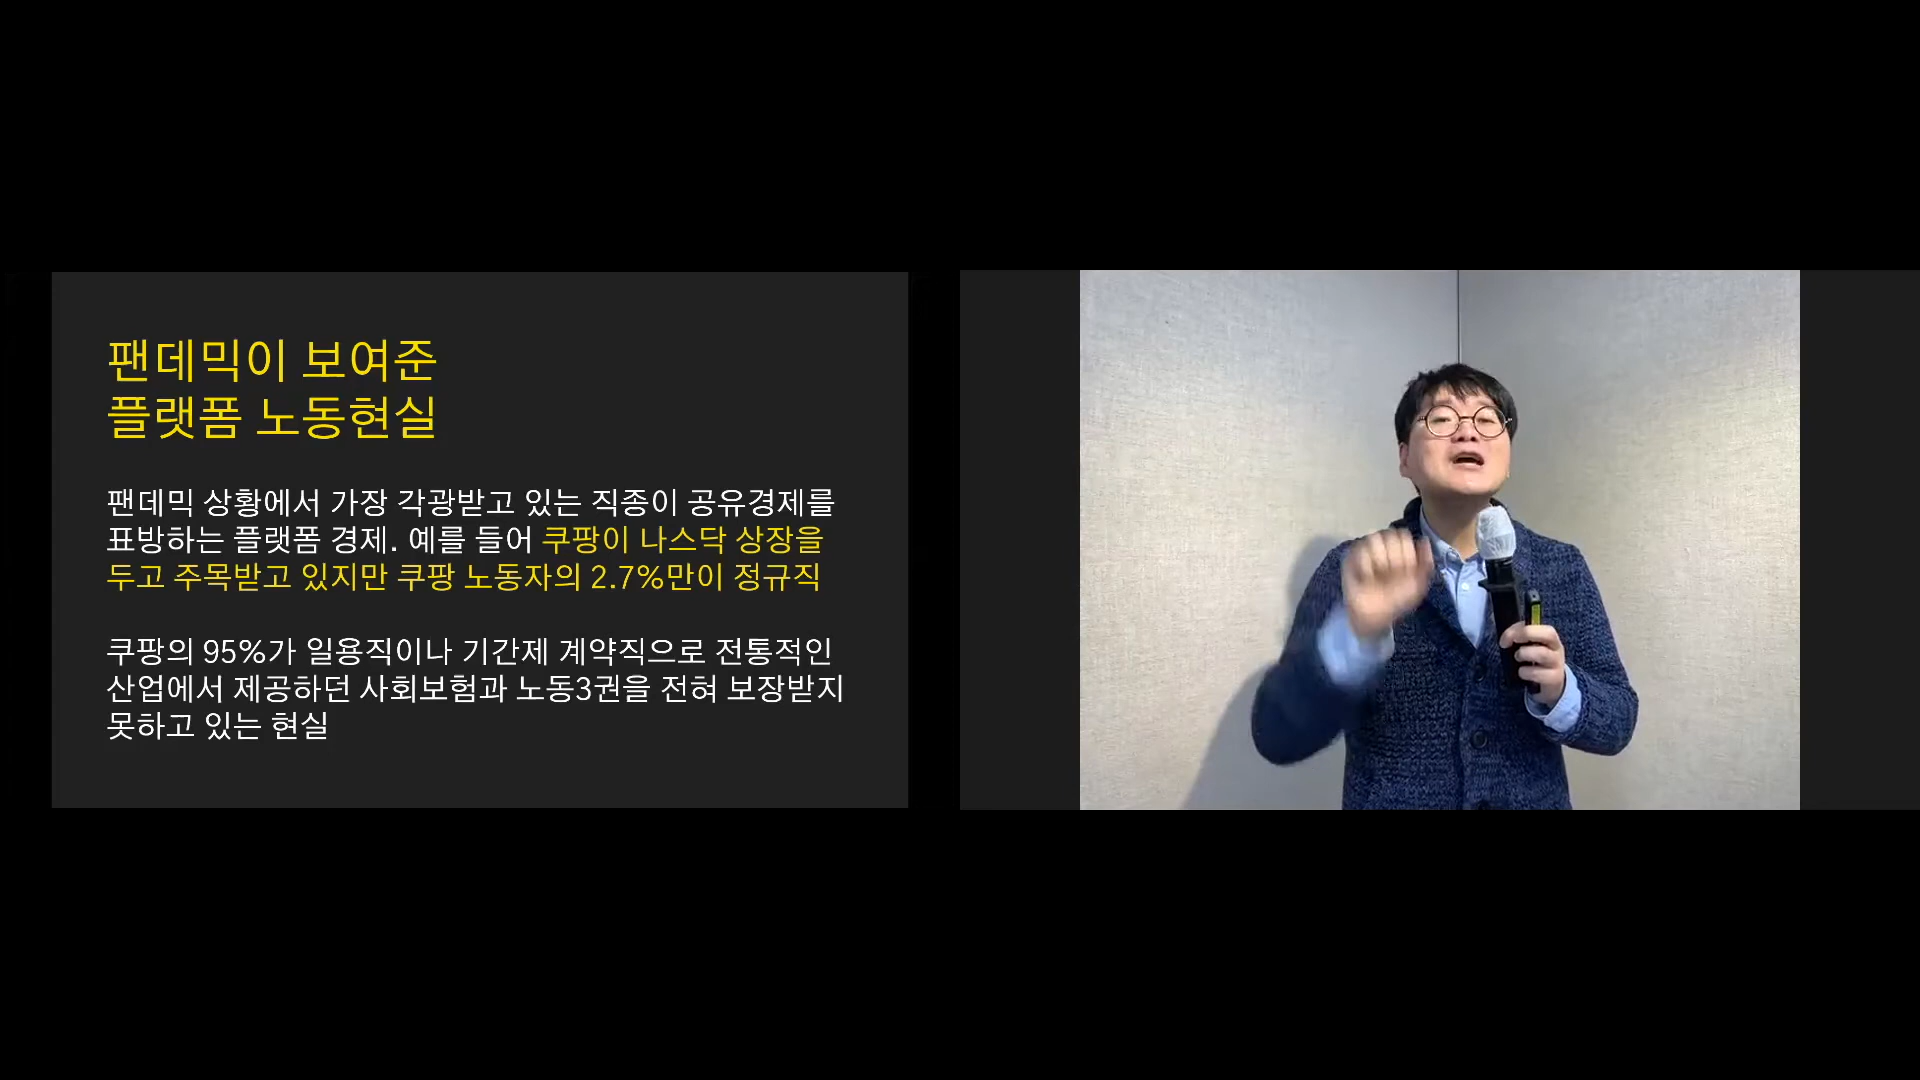 팬데믹이 보여준
플랫폼 노동현실
팬데믹 상황에서 가장 각광받고 있는 직종이 공유경제를
표방하는 플랫폼 경제. 예를 들어 쿠팡이 나스닥 상장을
두고 주목받고 있지만 쿠팡 노동자의 2.7%만이 정규직
쿠팡의 95%가 일용직이나 기간제 계약직으로 전통적인
산업에서 제공하던 사회보험과 노동3권을 전혀 보장받지
못하고 있는 현실